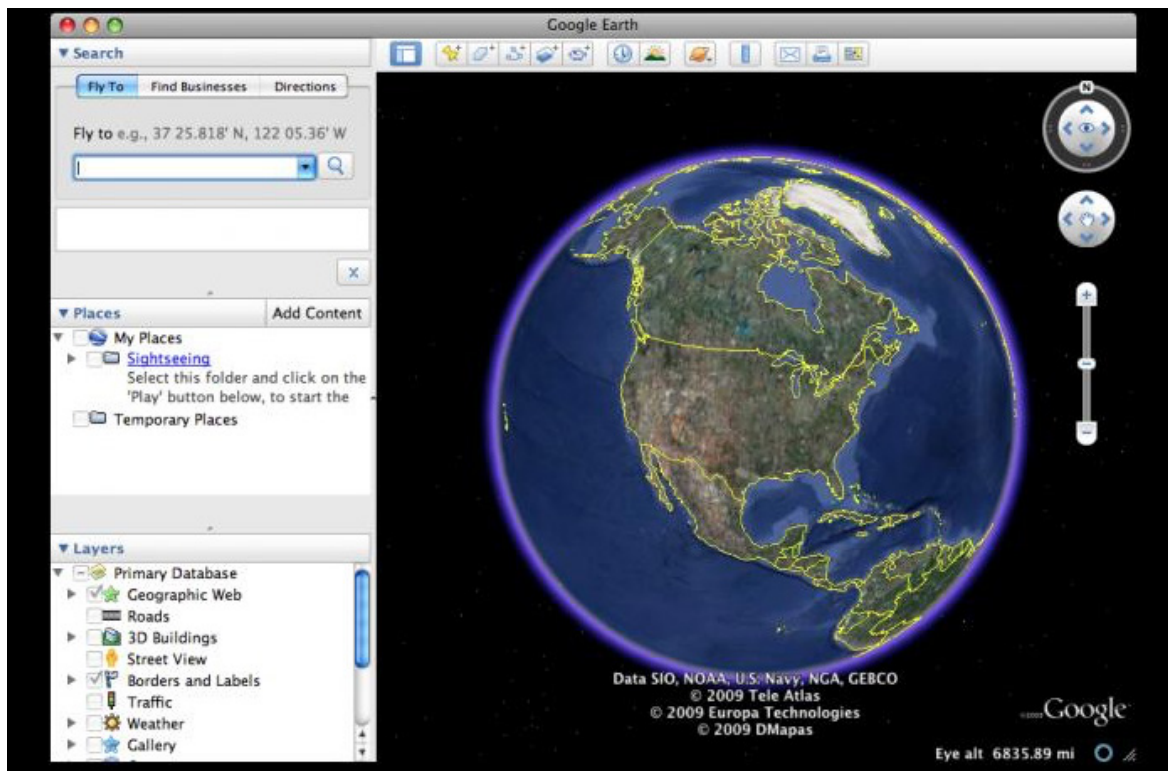 Google Earth
Search
Fly To
Find Businesses
Directions
Fly to e.g., 37 25.818' N, 122 05.36' W
Places
Add Content
My Places
Sightseeing
Select this folder and click on the
'Play' button below, to start the
Temporary Places
Layers
Primary Database
Geographic Web
Roads
3D Buildings
Street View
Borders and Labels
Traffic
Weather
Gallery
N
Data SIO, NOAA, U.S. Navy, NGA, GEBCO
© 2009 Tele Atlas
© 2009 Europa Technologies
© 2009 DMapas
Google
Eye alt 6835.89 mi